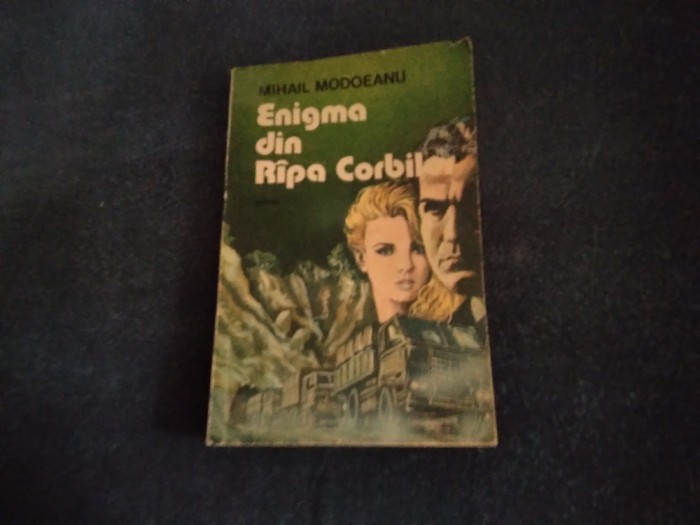 MIHAIL MODOEANU
Enigma
din
Rîpa Corbil